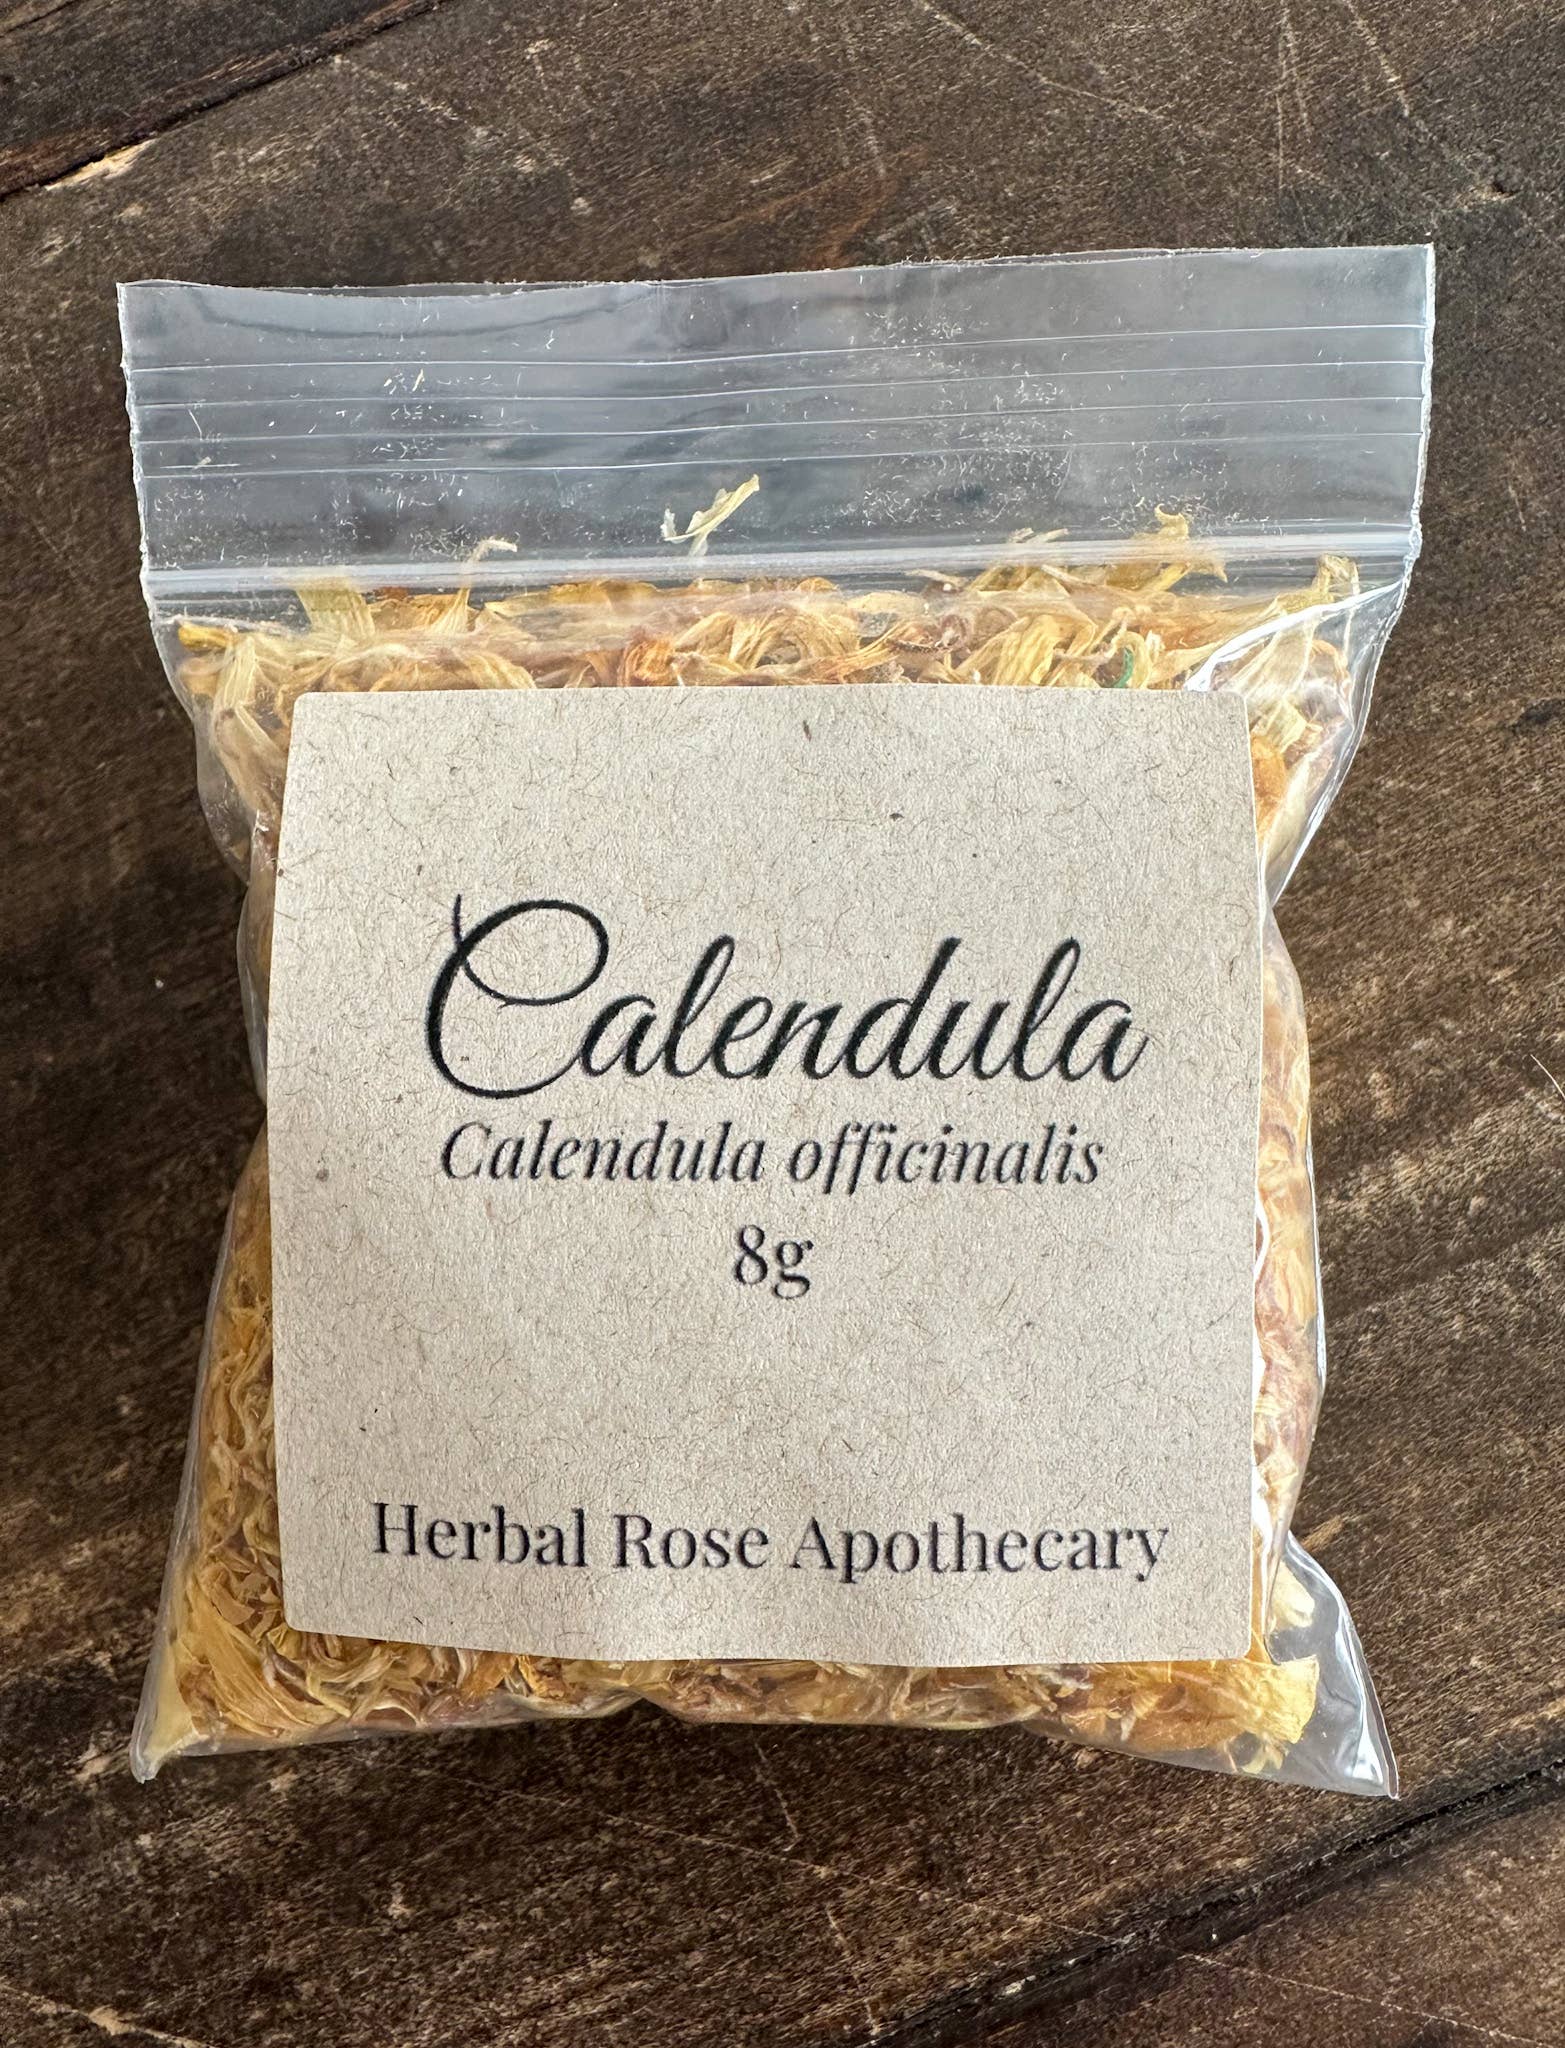 Calendula
Calendula officinalis
8g
Herbal Rose Apothecary